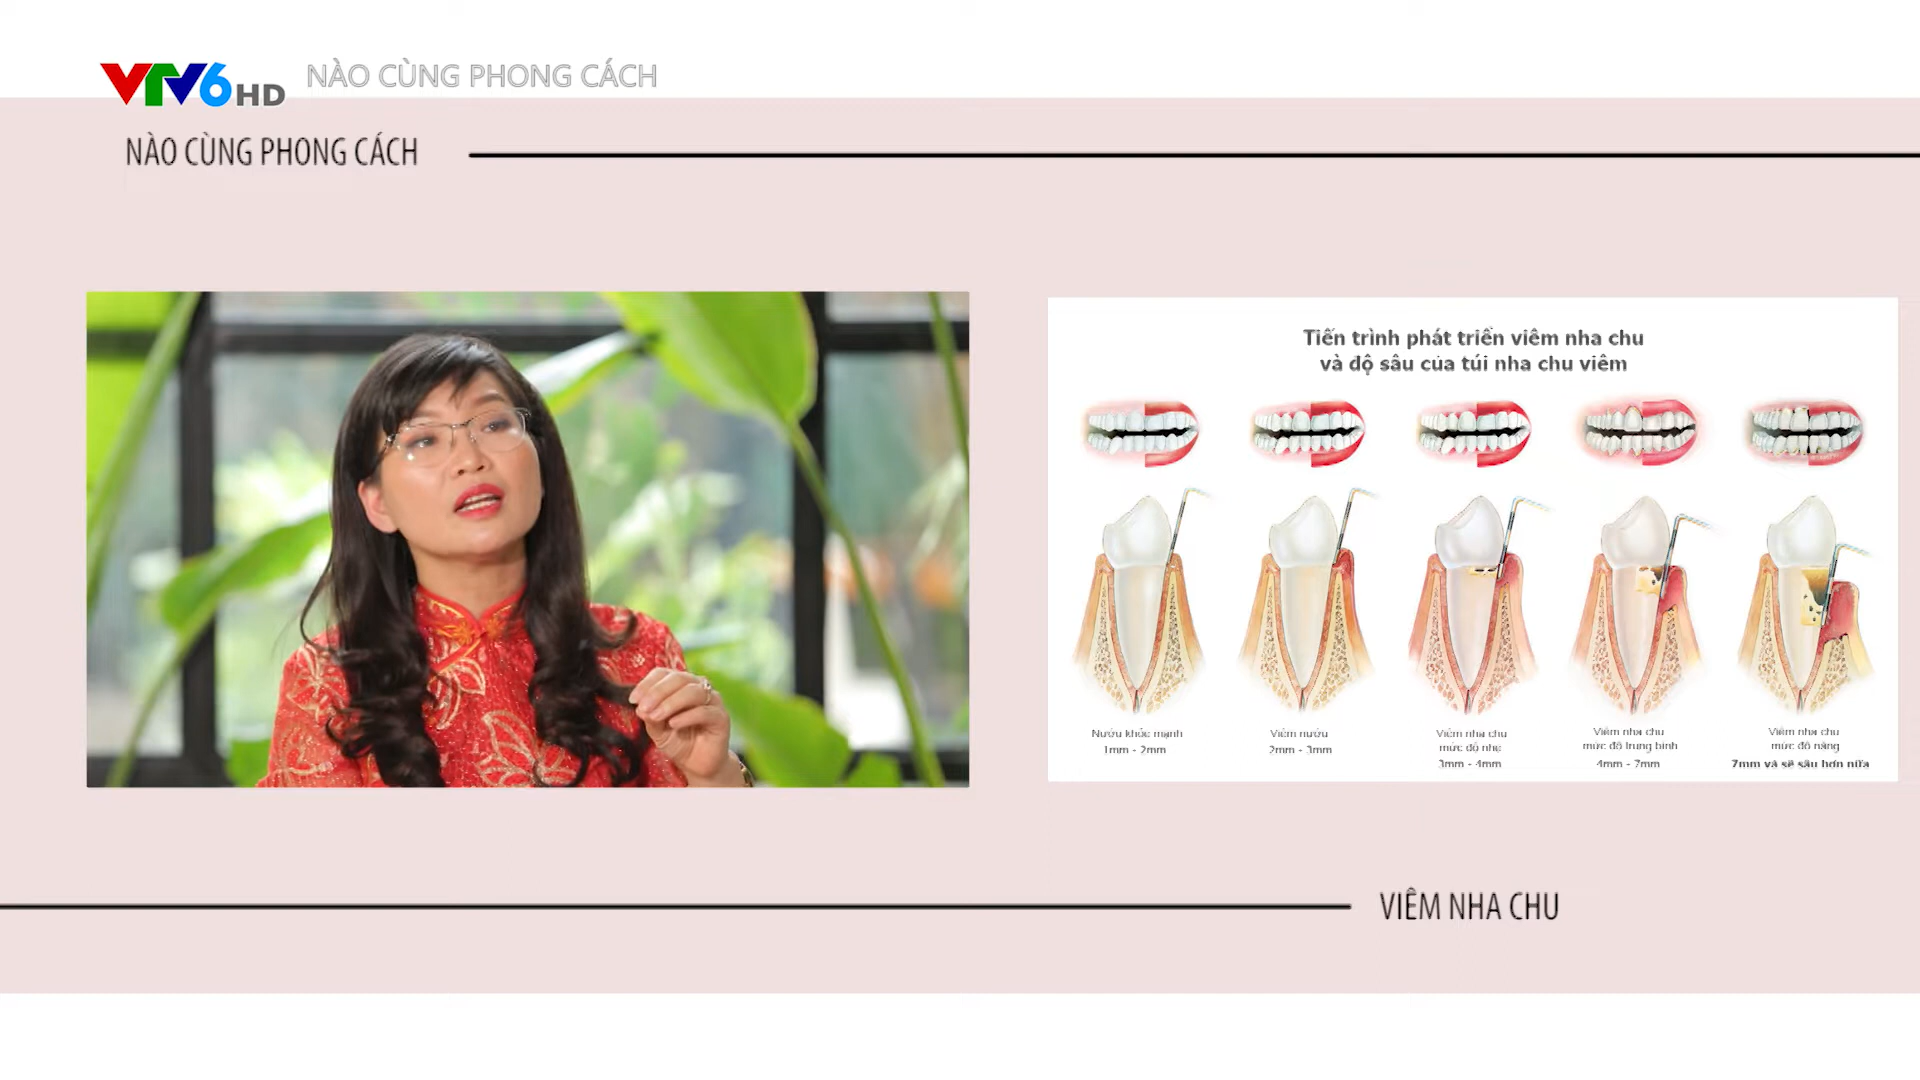 VTV6 HD
NÀO CÙNG PHONG CÁCH
NÀO CÙNG PHONG CÁCH
Tiến trình phát triển viêm nha chu
và độ sâu của túi nha chu viêm
Nướu khỏe mạnh
1mm - 2mm
Viêm nướu
2mm - 3mm
Viêm nha chu
mức độ nhẹ
3mm - 4mm
Viêm nha chu
mức độ trung bình
4mm - 7mm
Viêm nha chu
mức độ nặng
7mm và sẽ sâu hơn nữa
VIÊM NHA CHU